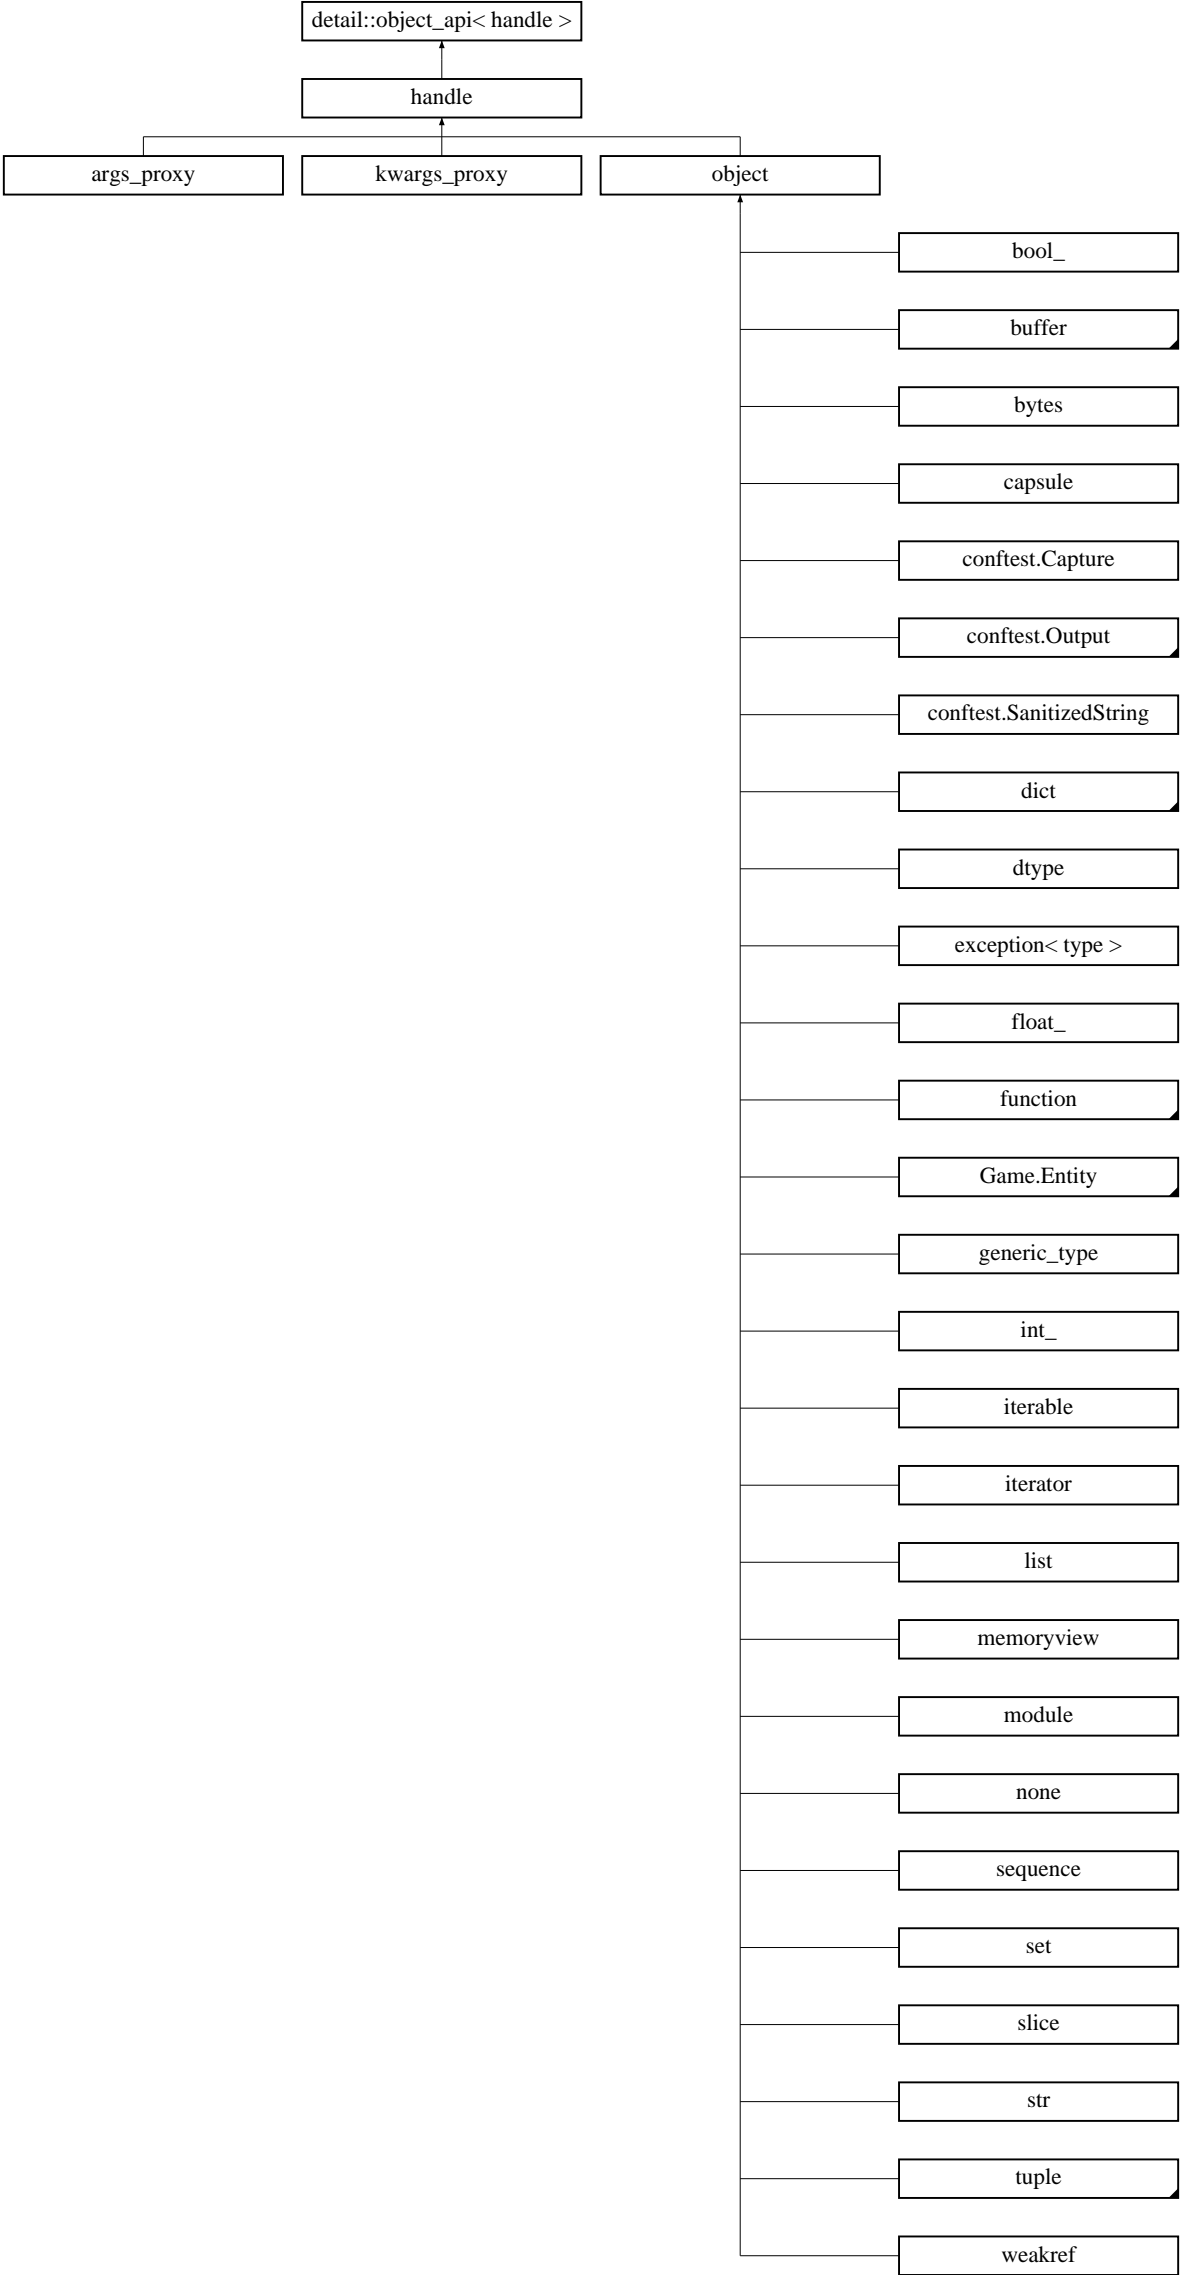 detail::object_api< handle >
handle
args_proxy
kwargs_proxy
object
bool_
buffer
bytes
capsule
conftest.Capture
conftest.Output
conftest.SanitizedString
dict
dtype
exception< type >
float_
function
Game.Entity
generic_type
int_
iterable
iterator
list
memoryview
module
none
sequence
set
slice
str
tuple
weakref